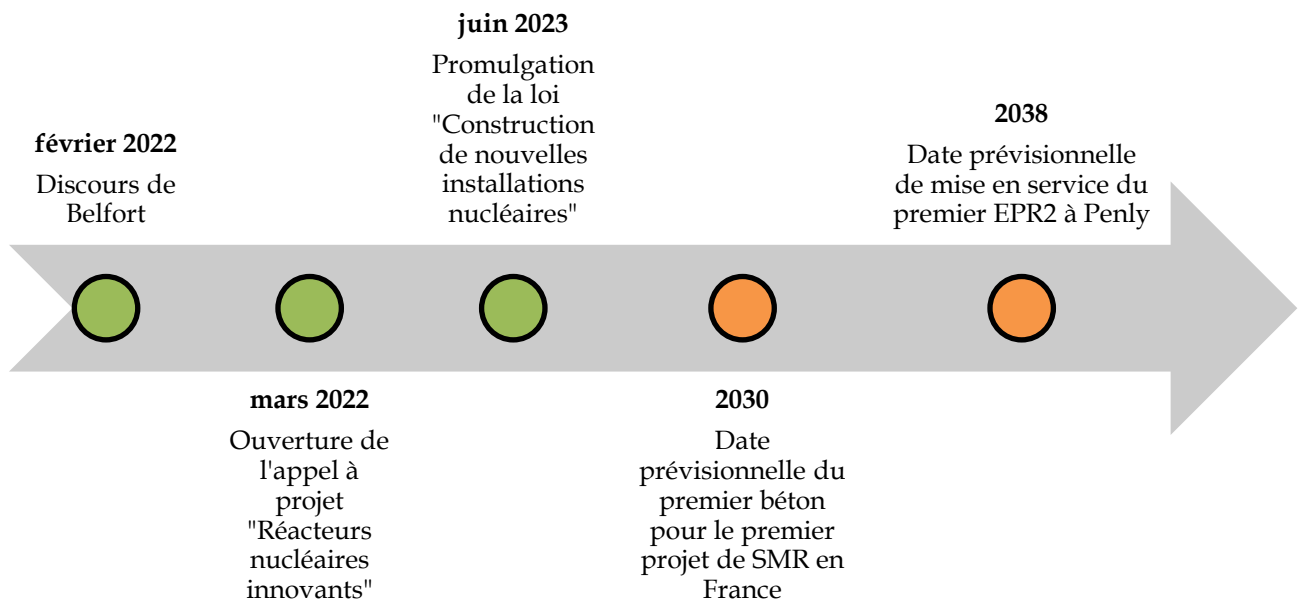 février 2022
Discours de
Belfort
mars 2022
Ouverture de
l'appel à
projet
"Réacteurs
nucléaires
innovants"
juin 2023
Promulgation
de la loi
"Construction
de nouvelles
installations
nucléaires"
2030
Date
prévisionnelle du
premier béton
pour le premier
projet de SMR en
France
2038
Date prévisionnelle
de mise en service du
premier EPR2 à Penly